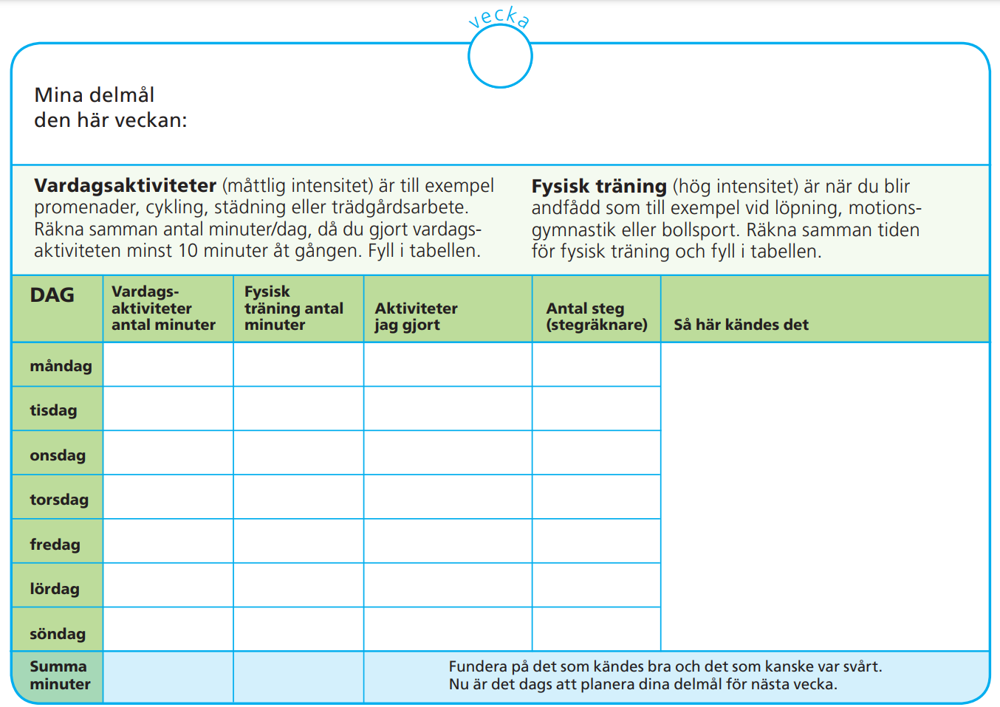 vecka
Mina delmål
den här veckan:
Vardagsaktiviteter (måttlig intensitet) är till exempel
promenader, cykling, städning eller trädgårdsarbete.
Räkna samman antal minuter/dag, då du gjort vardags-
aktiviteten minst 10 minuter åt gången. Fyll i tabellen.
Fysisk träning (hög intensitet) är när du blir
andfådd som till exempel vid löpning, motions-
gymnastik eller bollsport. Räkna samman tiden
för fysisk träning och fyll i tabellen.
DAG
Vardags-
aktiviteter
antal minuter
Fysisk
träning antal
minuter
Aktiviteter
jag gjort
Antal steg
(stegräknare)
Så här kändes det
måndag
tisdag
onsdag
torsdag
fredag
lördag
söndag
Summa
minuter
Fundera på det som kändes bra och det som kanske var svårt.
Nu är det dags att planera dina delmål för nästa vecka.